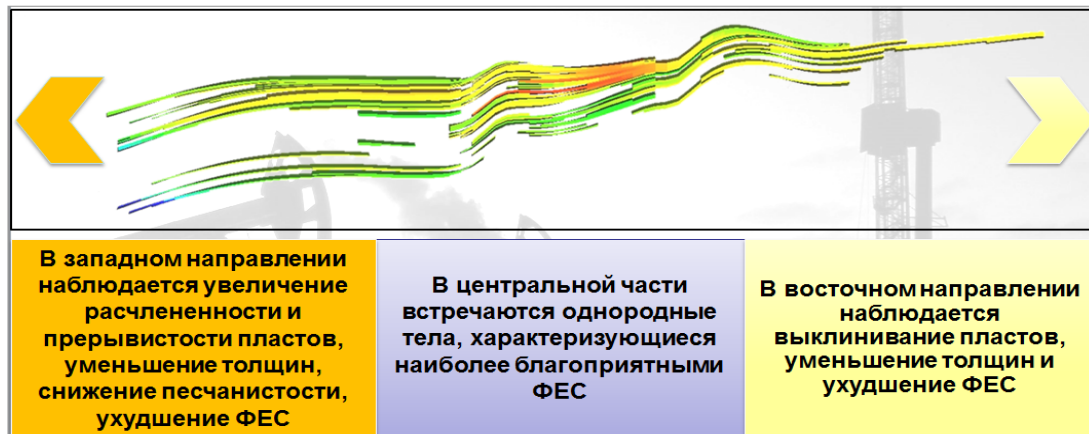 В западном направлении
наблюдается увеличение
расчлененности и
прерывистости пластов,
уменьшение толщин,
снижение песчанистости,
ухудшение ФЕС
В центральной части
встречаются однородные
тела, характеризующиеся
наиболее благоприятными
ФЕС
В восточном направлении
наблюдается
выклинивание пластов,
уменьшение толщин и
ухудшение ФЕС